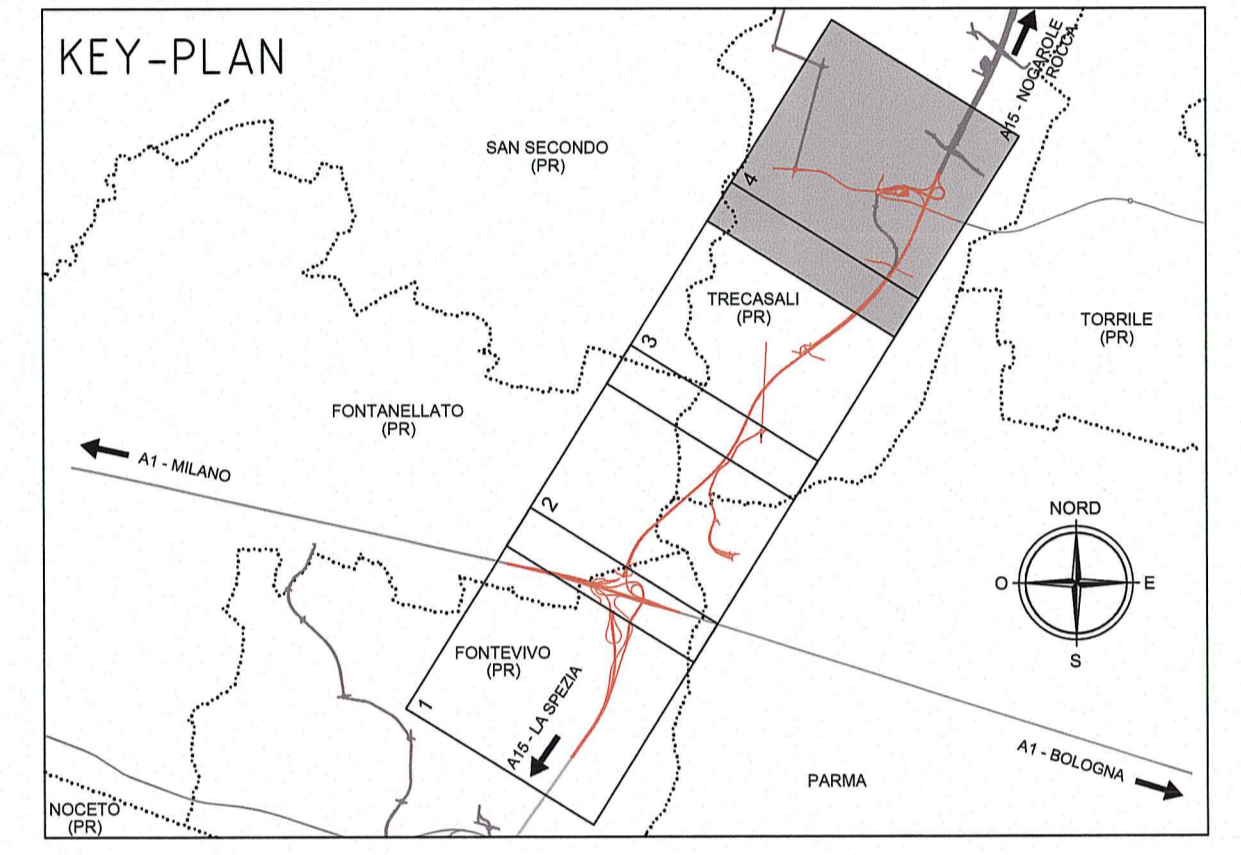 KEY-PLAN
A15 - NOGAROLE
ROCCA
SAN SECONDO
(PR)
4
TRECASALI
(PR)
TORRILE
(PR)
3
FONTANELLATO
(PR)
A1 - MILANO
2
NORD
O
E
S
FONTEVIVO
(PR)
1
A15 - LA SPEZIA
A1 - BOLOGNA
PARMA
NOCETO
(PR)